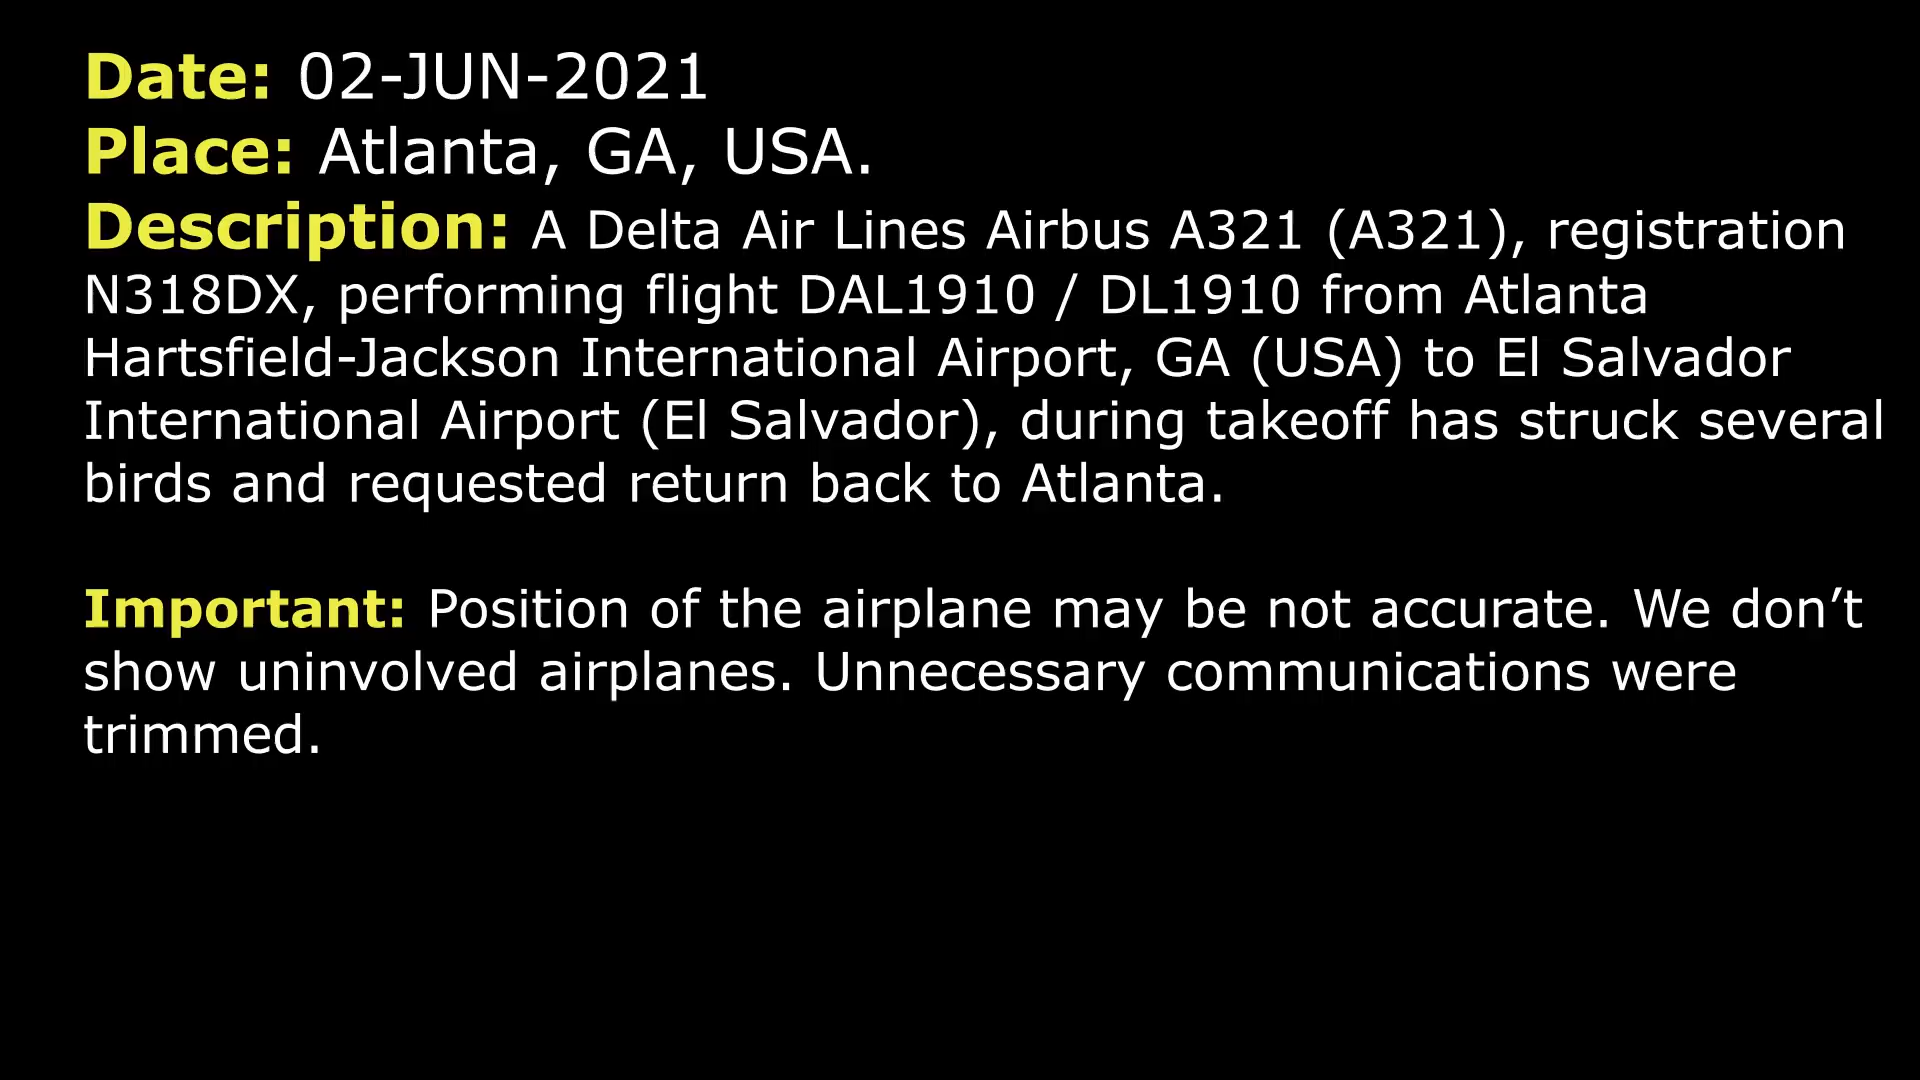 Date: 02-JUN-2021
Place: Atlanta, GA, USA.
Description: A Delta Air Lines Airbus A321 (A321), registration
N318DX, performing flight DAL1910 / DL1910 from Atlanta
Hartsfield-Jackson International Airport, GA (USA) to El Salvador
International Airport (El Salvador), during takeoff has struck several
birds and requested return back to Atlanta.
Important: Position of the airplane may be not accurate. We don’t
show uninvolved airplanes. Unnecessary communications were
trimmed.